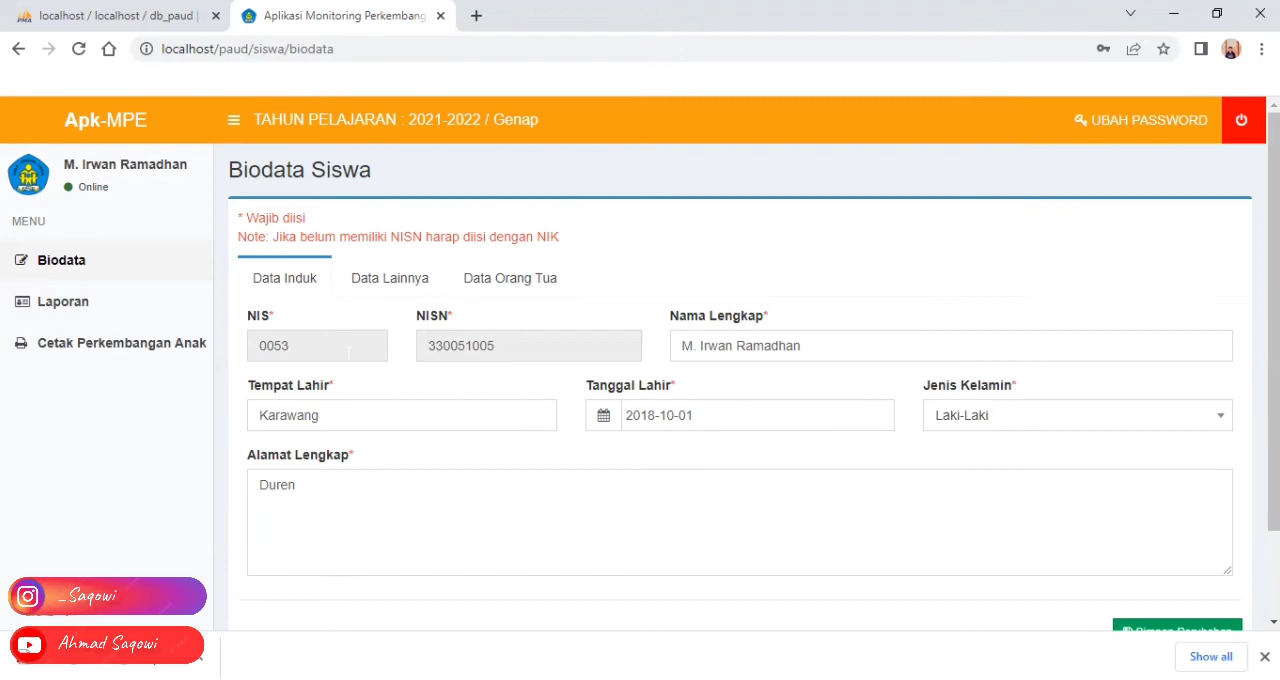 localhost / localhost / db_paud |
Aplikasi Monitoring Perkembang
localhost/paud/siswa/biodata
Apk-MPE
TAHUN PELAJARAN : 2021-2022 / Genap
UBAH PASSWORD
M. Irwan Ramadhan
Online
Biodata Siswa
MENU
* Wajib diisi
Note: Jika belum memiliki NISN harap diisi dengan NIK
Biodata
Laporan
Cetak Perkembangan Anak
Data Induk
Data Lainnya
Data Orang Tua
NIS*
NISN*
Nama Lengkap*
0053
330051005
M. Irwan Ramadhan
Tempat Lahir*
Tanggal Lahir*
Jenis Kelamin*
Karawang
2018-10-01
Laki-Laki
Alamat Lengkap*
Duren
Simpan Perubahan
_Saqowi
Ahmad Saqowi
Show all